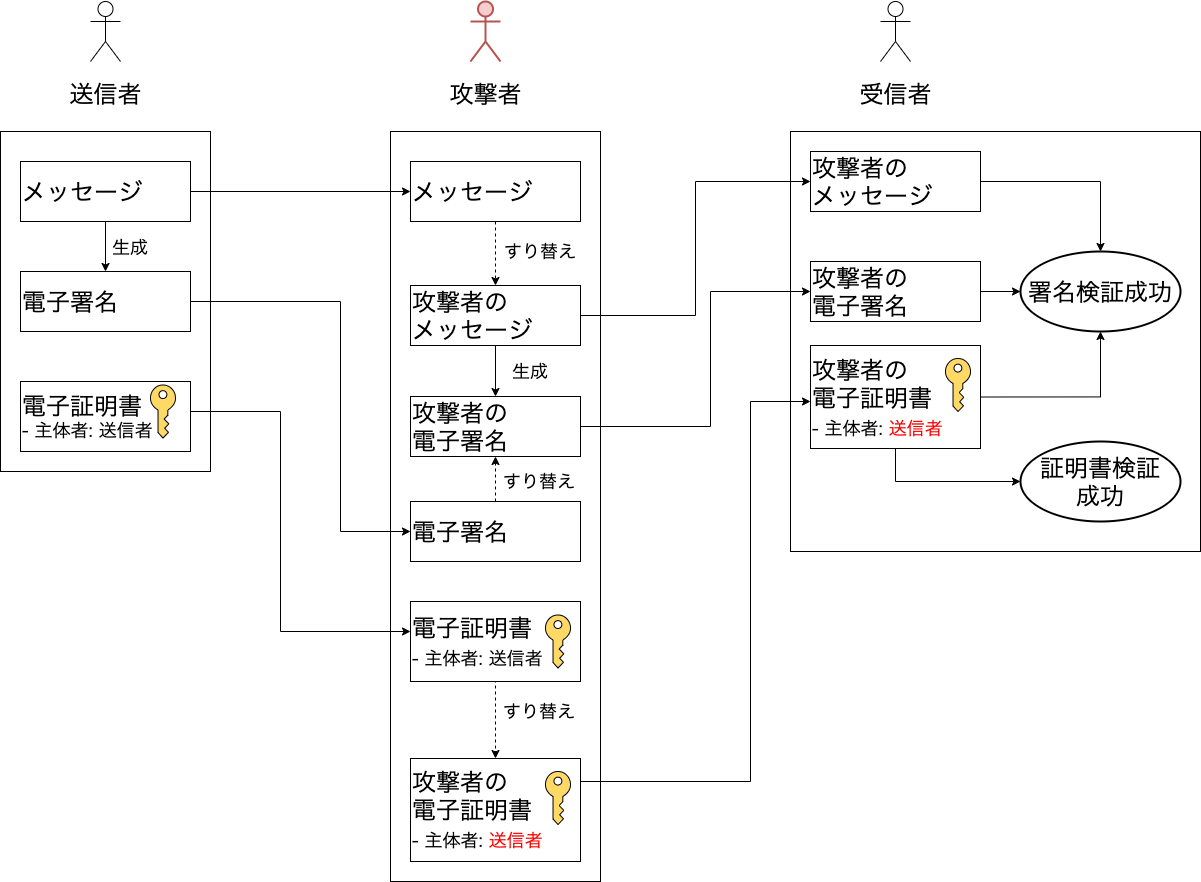 送信者
攻撃者
受信者
メッセージ
生成
電子署名
電子証明書
- 主体者: 送信者
メッセージ
すり替え
攻撃者の
メッセージ
生成
攻撃者の
電子署名
すり替え
電子署名
電子証明書
- 主体者: 送信者
すり替え
攻撃者の
電子証明書
- 主体者: 送信者
攻撃者の
メッセージ
攻撃者の
電子署名
署名検証成功
攻撃者の
電子証明書
- 主体者: 送信者
証明書検証
成功